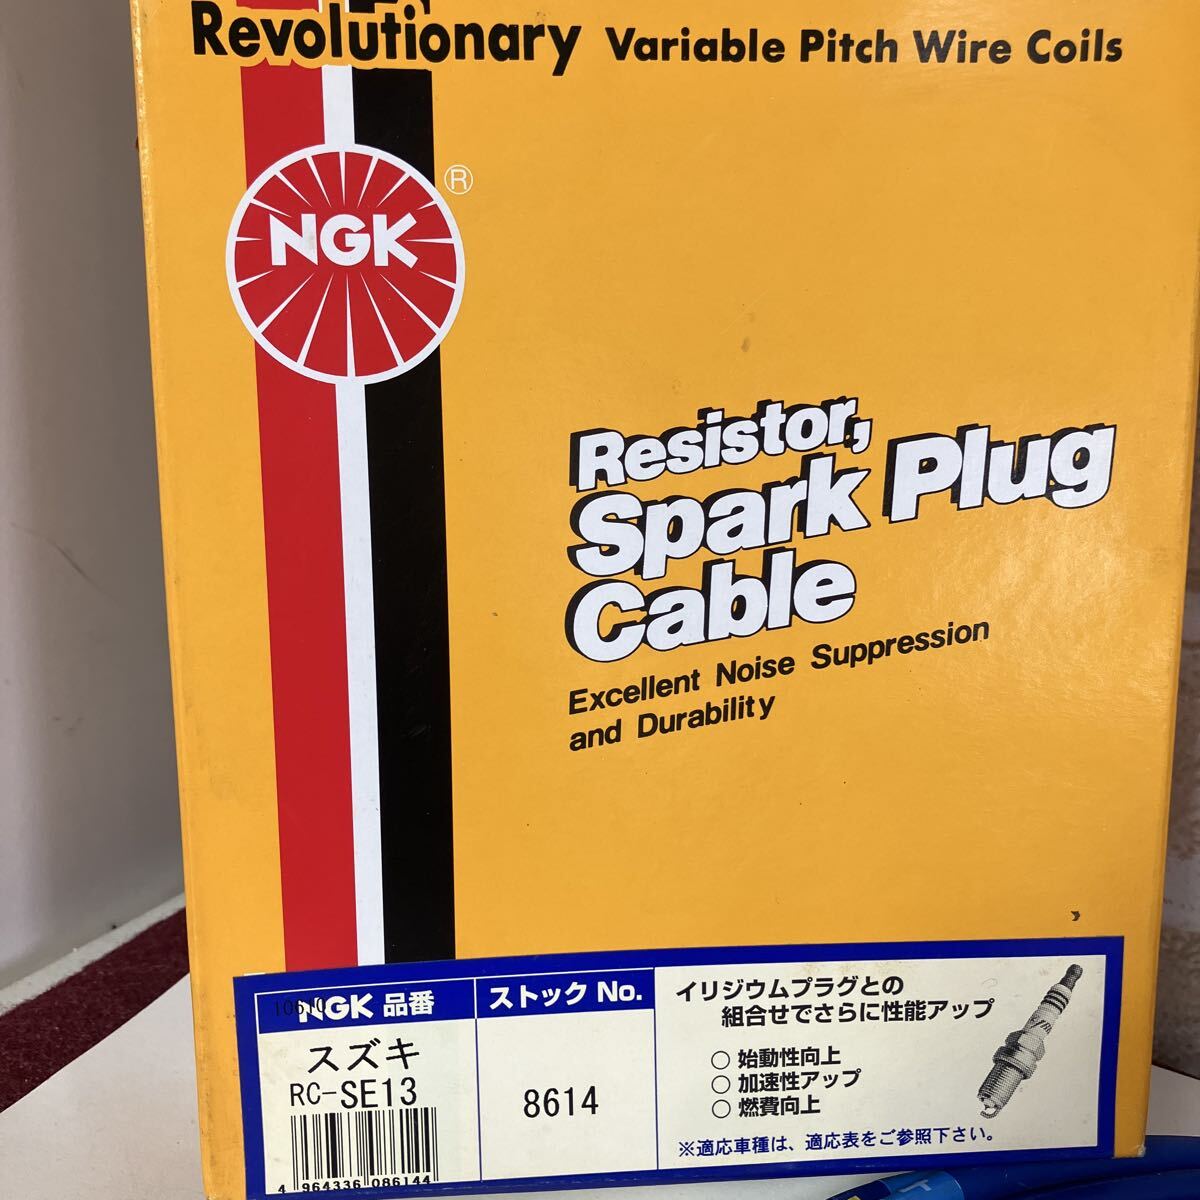 Revolutionary Variable Pitch Wire Coils
®
NGK
Resistor,
Spark Plug
Cable
Excellent Noise Suppression
and Durability
NGK 品番
ストック No.
スズキ
RC-SE13
8614
4 964336 086144
イリジウムプラグとの
組合せでさらに性能アップ
○ 始動性向上
○ 加速性アップ
○ 燃費向上
※適応車種は、適応表をご参照下さい。